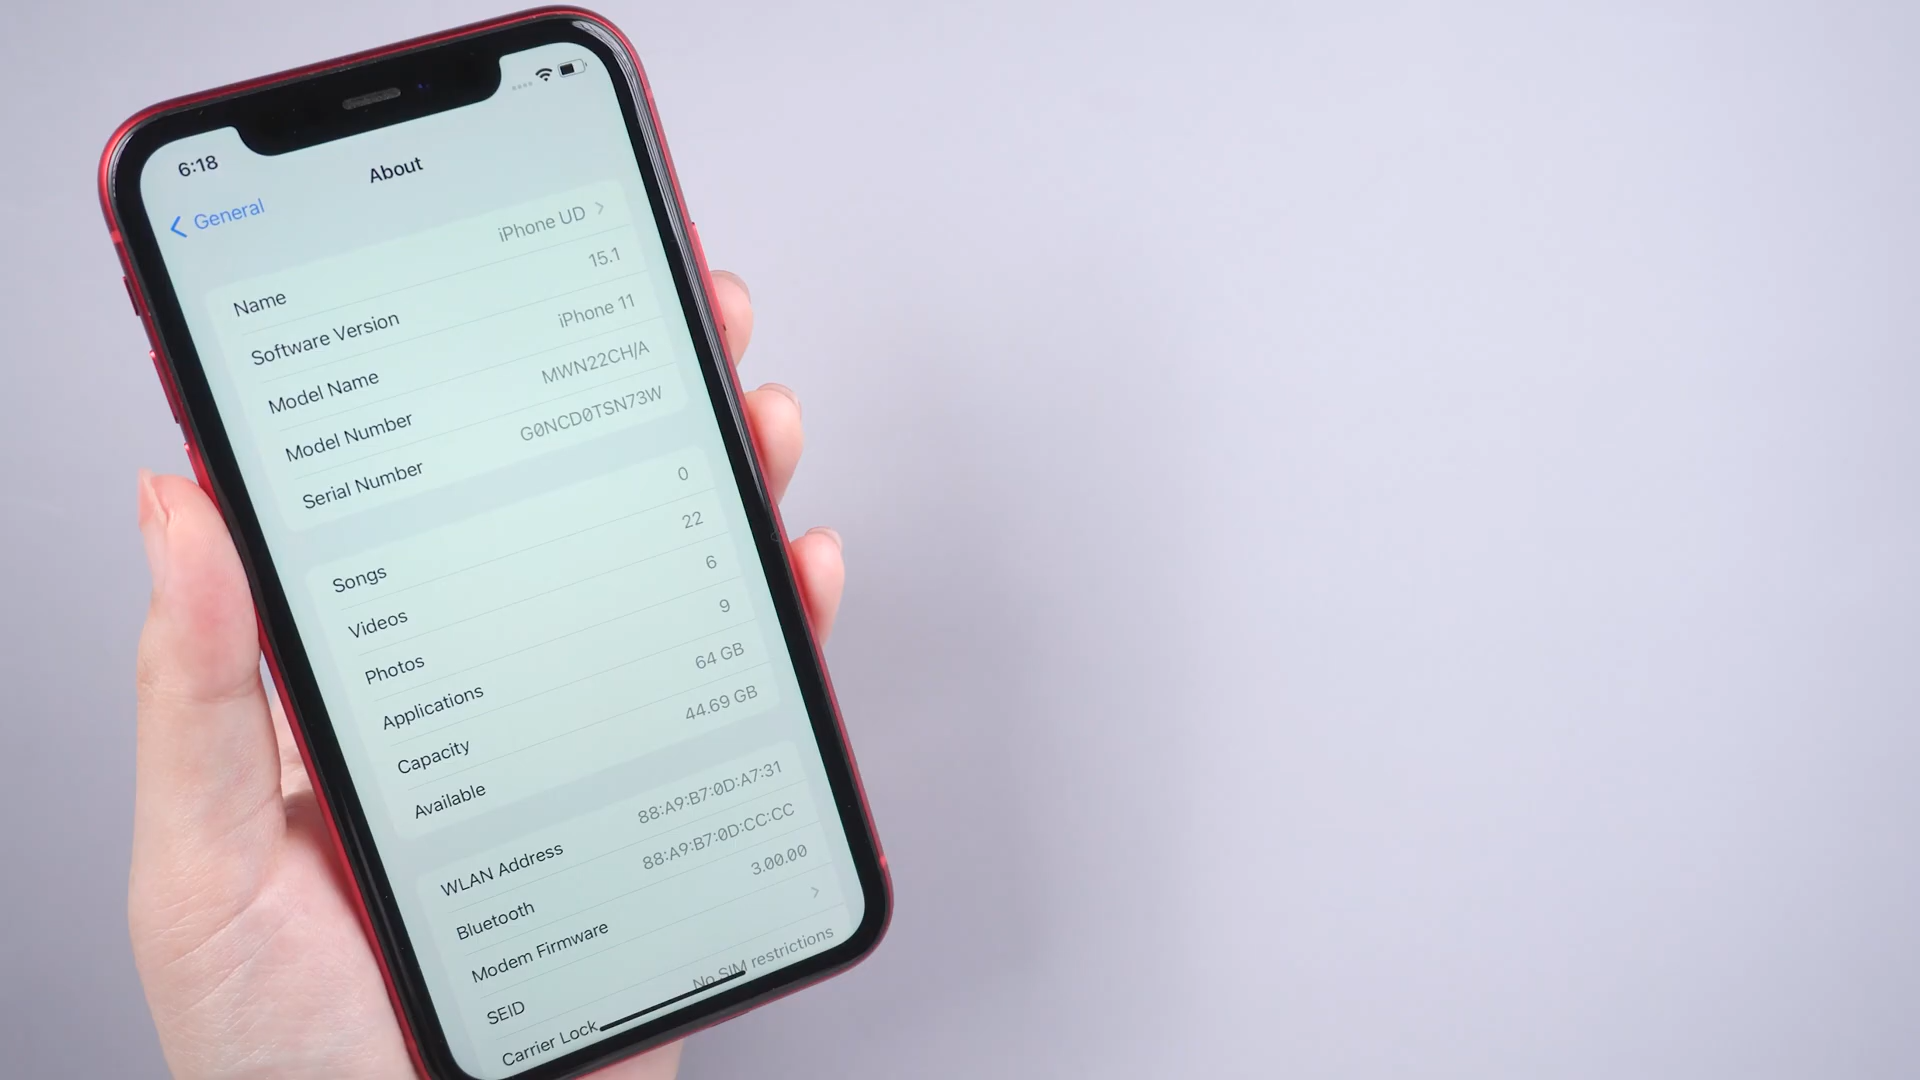 6:18
General
About
Name iPhone UD
Software Version 15.1
Model Name iPhone 11
Model Number MWN22CH/A
Serial Number G0NCD0TSN73W
Songs 0
Videos 22
Photos 6
Applications 9
Capacity 64 GB
Available 44.69 GB
WLAN Address 88:A9:B7:0D:A7:31
Bluetooth 88:A9:B7:0D:CC:CC
Modem Firmware 3.00.00
SEID
Carrier Lock No SIM restrictions